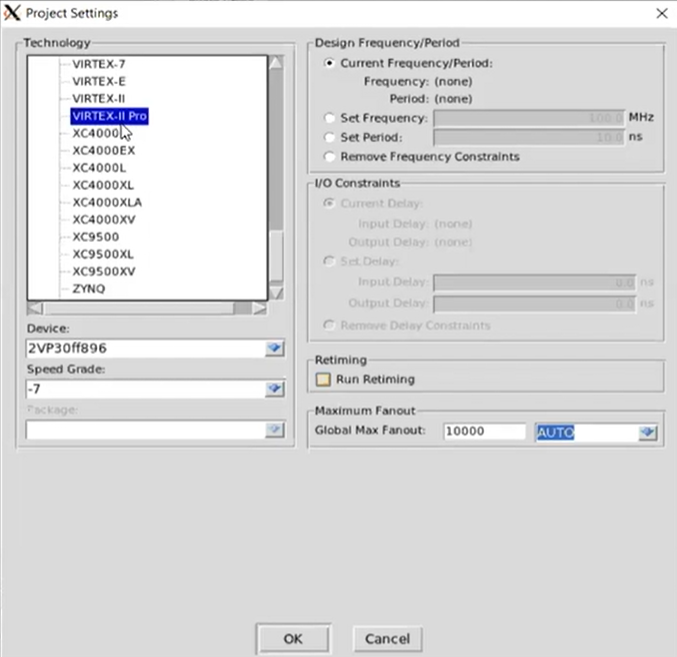 Project Settings
Technology
VIRTEX-7
VIRTEX-E
VIRTEX-II
VIRTEX-II Pro
XC4000
XC4000EX
XC4000L
XC4000XL
XC4000XLA
XC4000XV
XC9500
XC9500XL
XC9500XV
ZYNQ
Device:
2VP30ff896
Speed Grade:
-7
Package:
Design Frequency/Period
Current Frequency/Period:
Frequency: (none)
Period: (none)
Set Frequency: 100.0 MHz
Set Period: 10.0 ns
Remove Frequency Constraints
I/O Constraints
Current Delay:
Input Delay: (none)
Output Delay: (none)
Set Delay:
Input Delay: 0.0 ns
Output Delay: 0.0 ns
Remove Delay Constraints
Retiming
Run Retiming
Maximum Fanout
Global Max Fanout: 10000 AUTO
OK Cancel